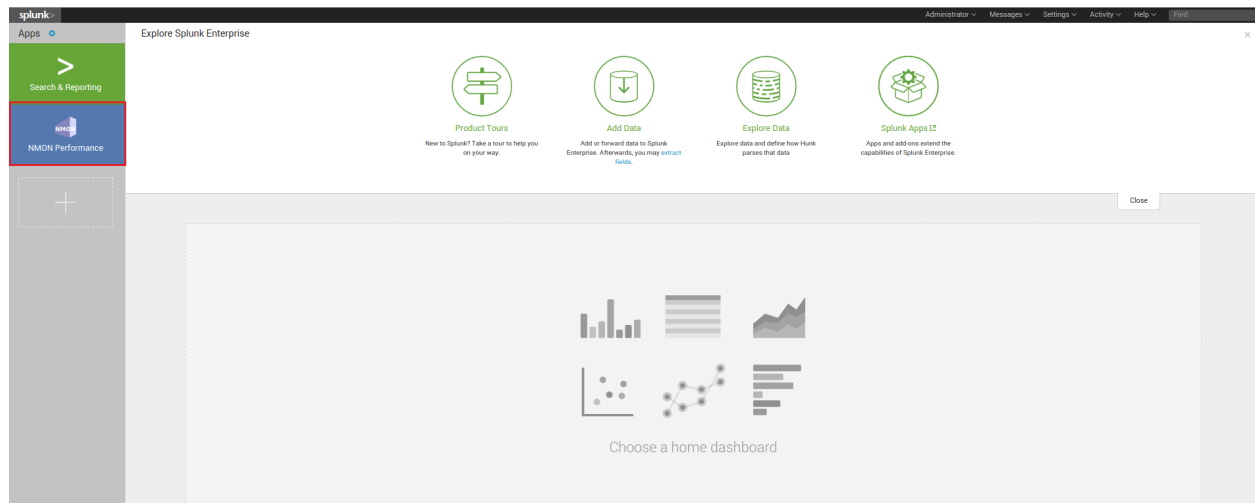 splunk>
Administrator Messages Settings Activity Help Find
Apps
Explore Splunk Enterprise
Search & Reporting
NMON
NMON Performance
Product Tours
New to Splunk? Take a tour to help you
on your way.
Add Data
Add or forward data to Splunk
Enterprise. Afterwards, you may extract
fields.
Explore Data
Explore data and define how Hunk
parses that data
Splunk Apps
Apps and add-ons extend the
capabilities of Splunk Enterprise.
Close
Choose a home dashboard